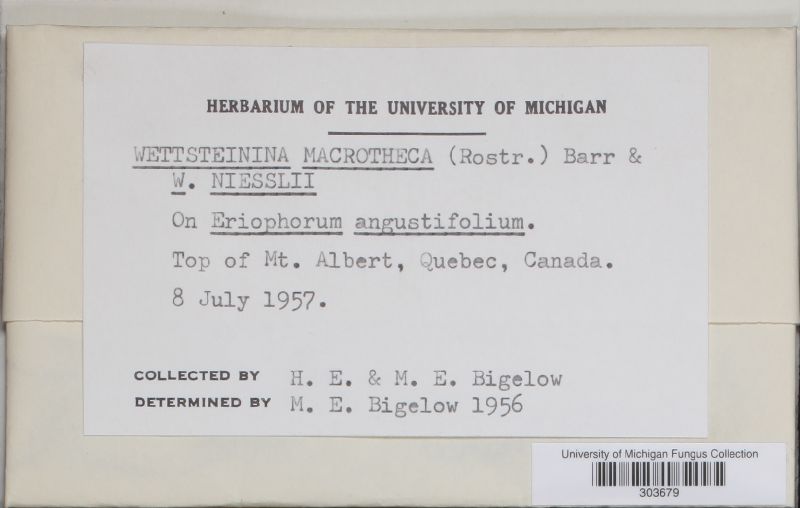 HERBARIUM OF THE UNIVERSITY OF MICHIGAN
WETTSTEININA MACROTHECA (Rostr.) Barr &
W. NIESSLII
On Eriophorum angustifolium.
Top of Mt. Albert, Quebec, Canada.
8 July 1957.
COLLECTED BY H. E. & M. E. Bigelow
DETERMINED BY M. E. Bigelow 1956
University of Michigan Fungus Collection
303679